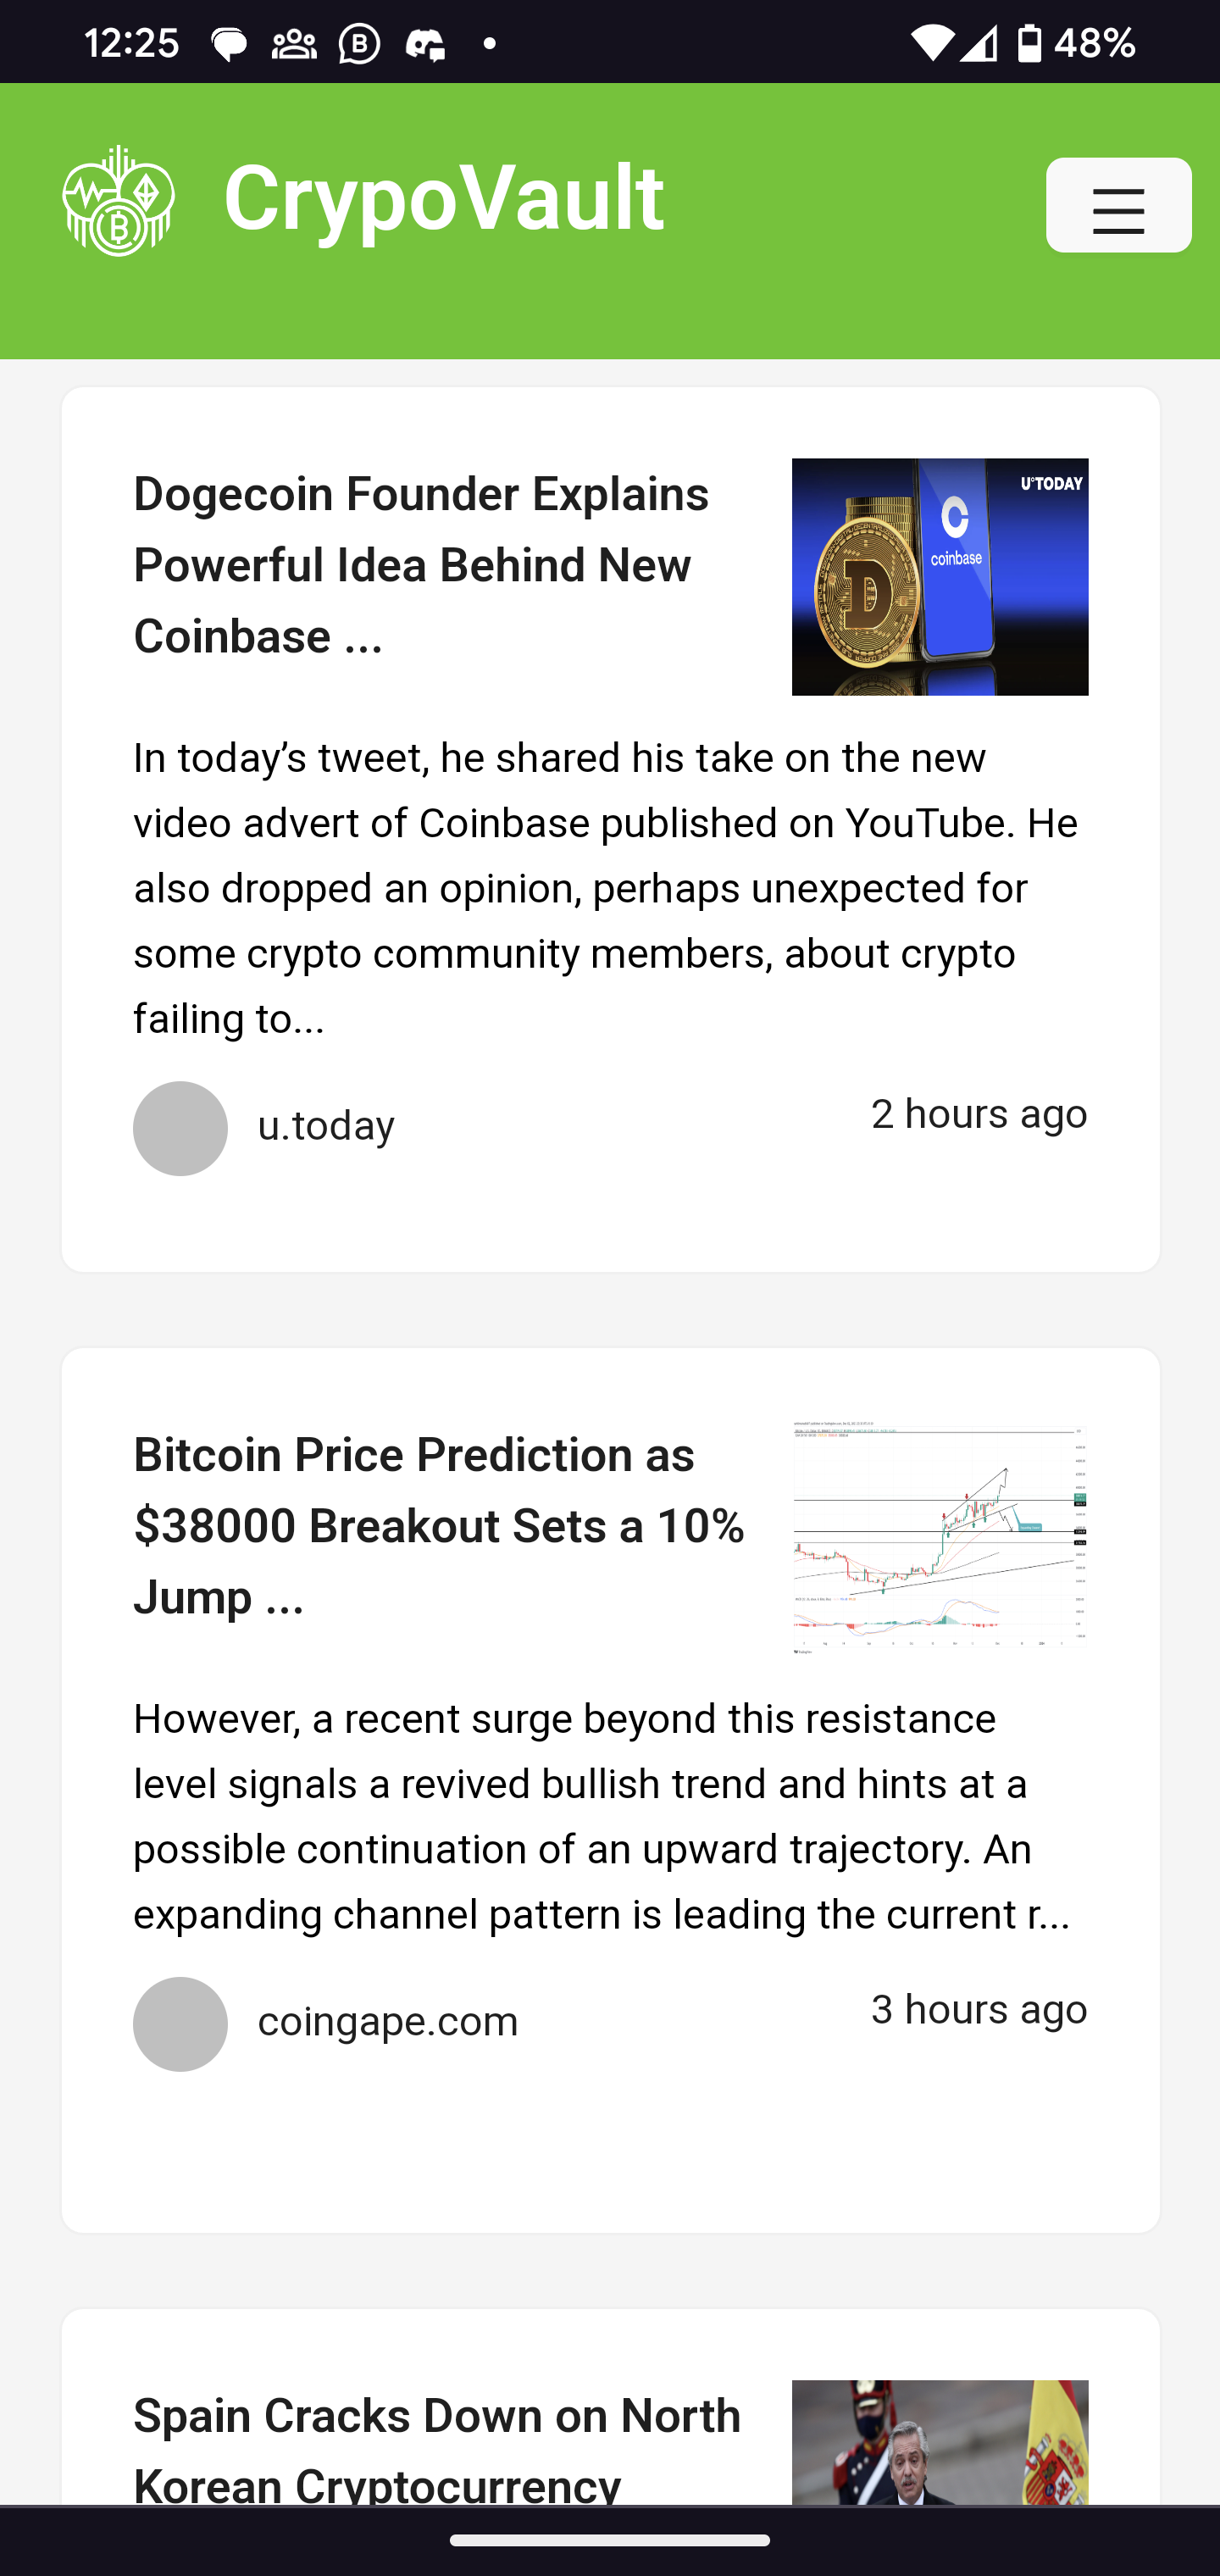 12:25
48%
CrypoVault
Dogecoin Founder Explains
Powerful Idea Behind New
Coinbase ...
U°TODAY
coinbase
In today’s tweet, he shared his take on the new
video advert of Coinbase published on YouTube. He
also dropped an opinion, perhaps unexpected for
some crypto community members, about crypto
failing to...
u.today
2 hours ago
Bitcoin Price Prediction as
$38000 Breakout Sets a 10%
Jump ...
However, a recent surge beyond this resistance
level signals a revived bullish trend and hints at a
possible continuation of an upward trajectory. An
expanding channel pattern is leading the current r...
coingape.com
3 hours ago
Spain Cracks Down on North
Korean Cryptocurrency